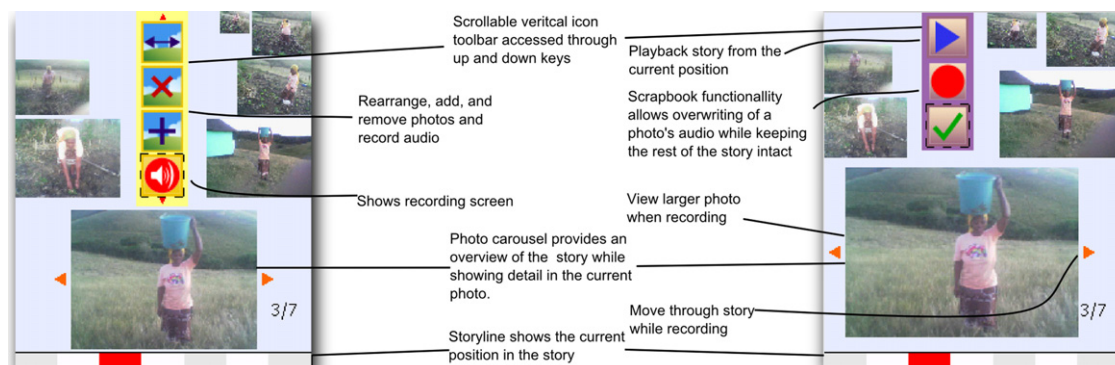 Scrollable veritcal icon
toolbar accessed through
up and down keys
Rearrange, add, and
remove photos and
record audio
Shows recording screen
Photo carousel provides an
overview of the story while
showing detail in the current
photo.
Storyline shows the current
position in the story
3/7
Playback story from the
current position
Scrapbook functionallity
allows overwriting of a
photo's audio while keeping
the rest of the story intact
View larger photo
when recording
Move through story
while recording
3/7